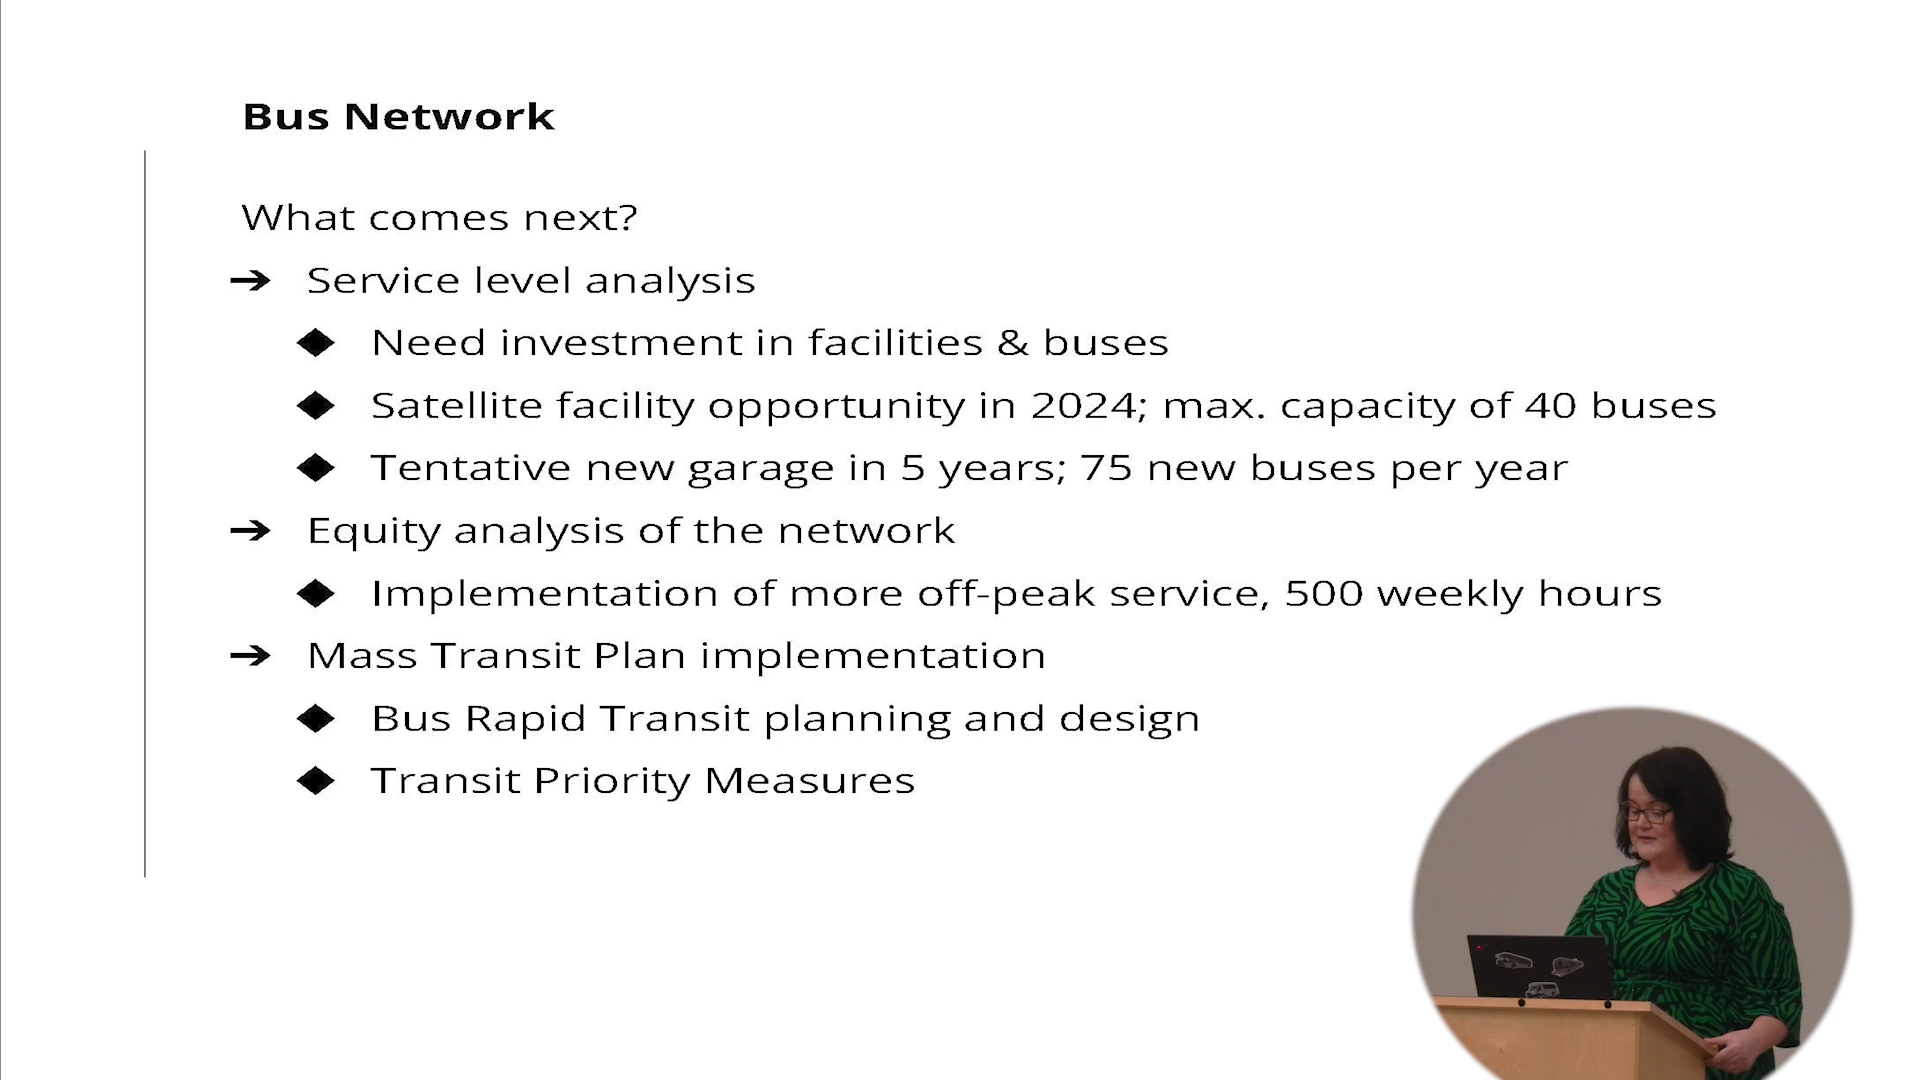 Bus Network
What comes next?
➔ Service level analysis
◆ Need investment in facilities & buses
◆ Satellite facility opportunity in 2024; max. capacity of 40 buses
◆ Tentative new garage in 5 years; 75 new buses per year
➔ Equity analysis of the network
◆ Implementation of more off-peak service, 500 weekly hours
➔ Mass Transit Plan implementation
◆ Bus Rapid Transit planning and design
◆ Transit Priority Measures